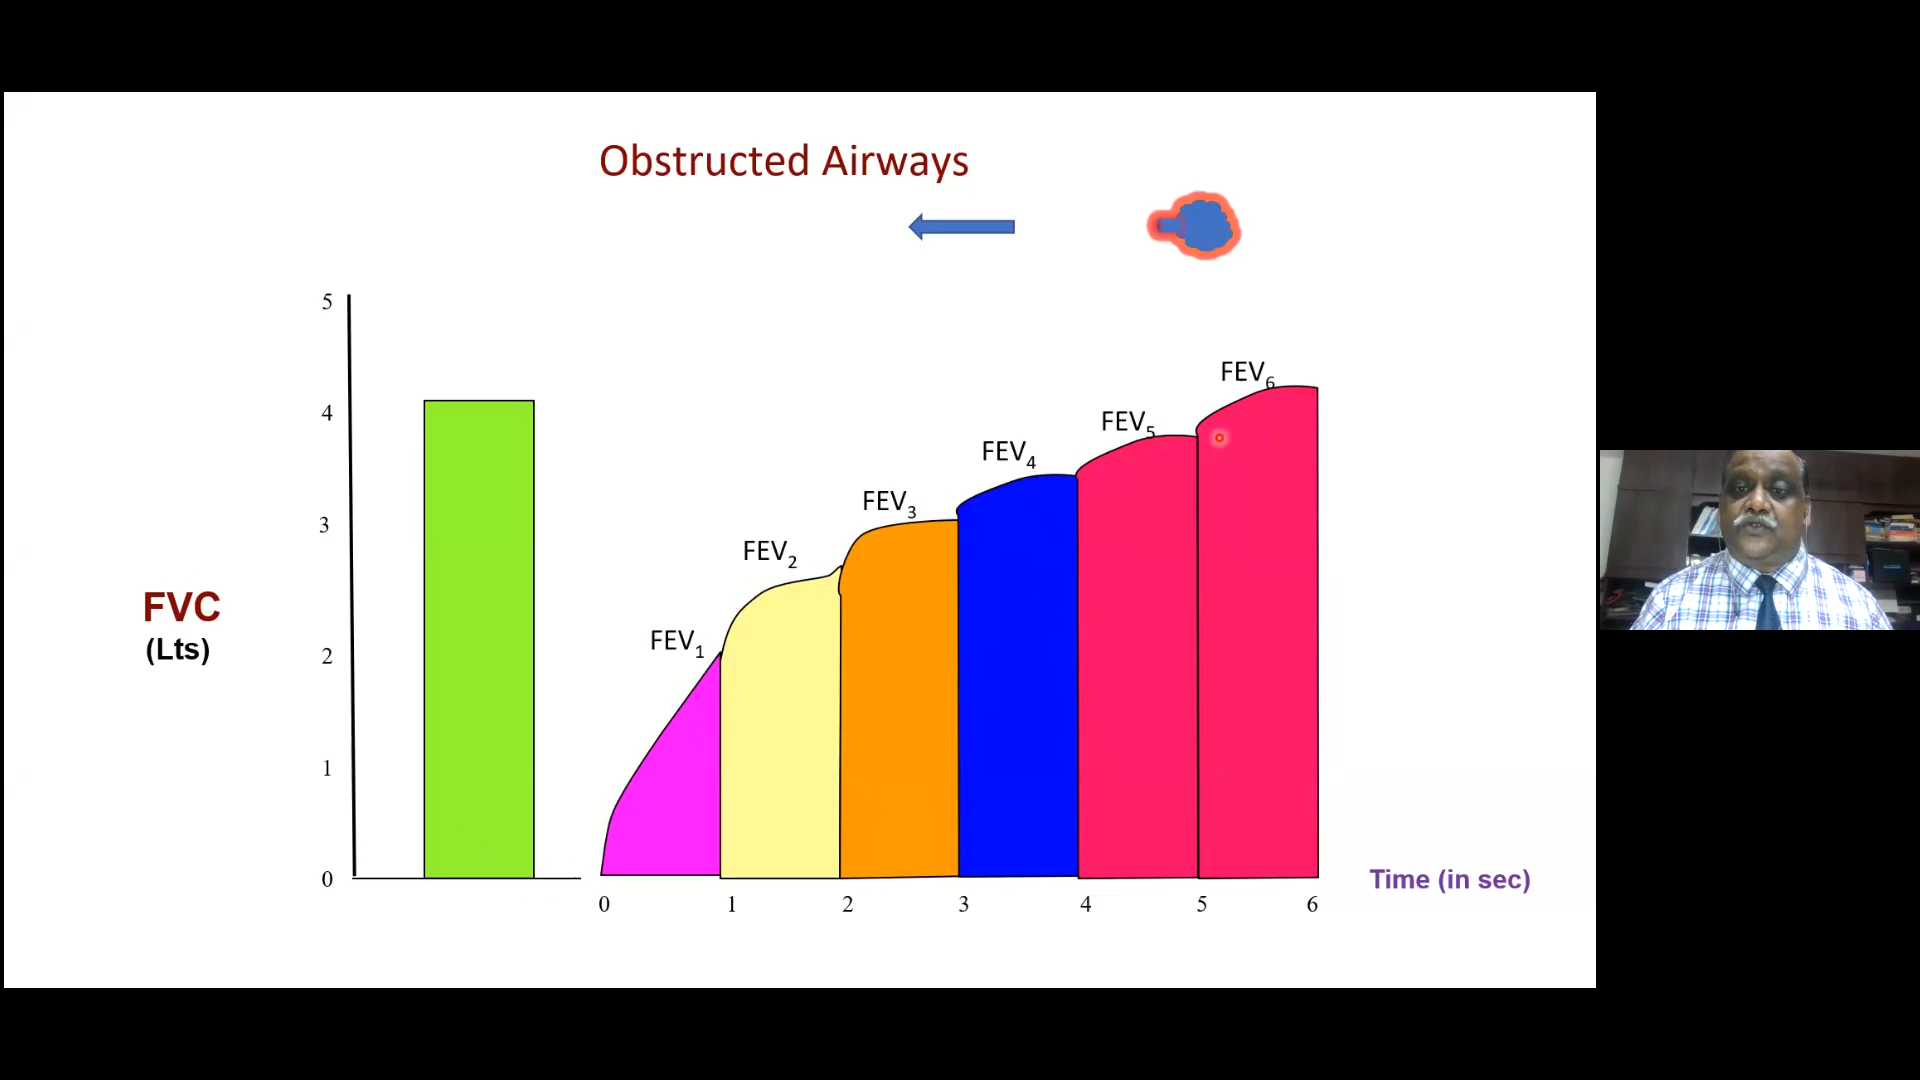 Obstructed Airways
5
4
3
2
1
0
FVC
(Lts)
FEV1
FEV2
FEV3
FEV4
FEV5
FEV6
0 1 2 3 4 5 6
Time (in sec)